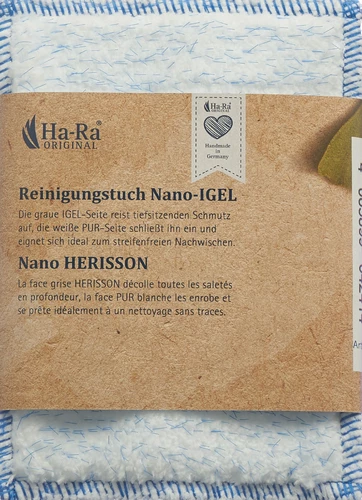 Ha-Ra®
ORIGINAL
Ha-Ra
ORIGINAL
Handmade
in
Germany
Reinigungstuch Nano-IGEL
Die graue IGEL-Seite reist tiefsitzenden Schmutz
auf, die weiße PUR-Seite schließt ihn ein und
eignet sich ideal zum streifenfreien Nachwischen.
Nano HERISSON
La face grise HERISSON décolle toutes les saletés
en profondeur, la face PUR blanche les enrobe et
se prête idéalement à un nettoyage sans traces.